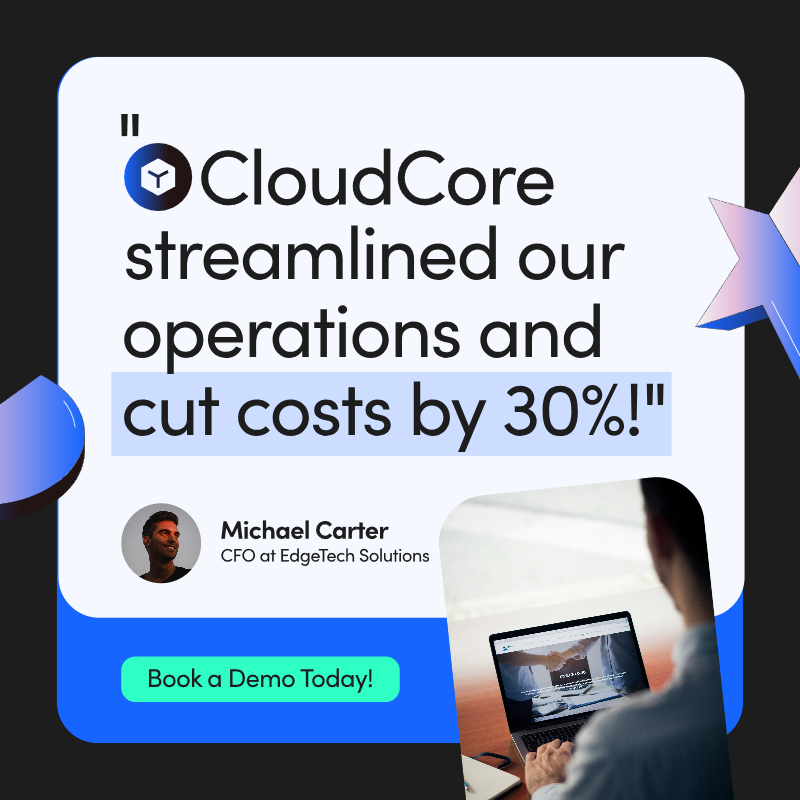 "
CloudCore
streamlined our
operations and
cut costs by 30%!"
Michael Carter
CFO at EdgeTech Solutions
Book a Demo Today!